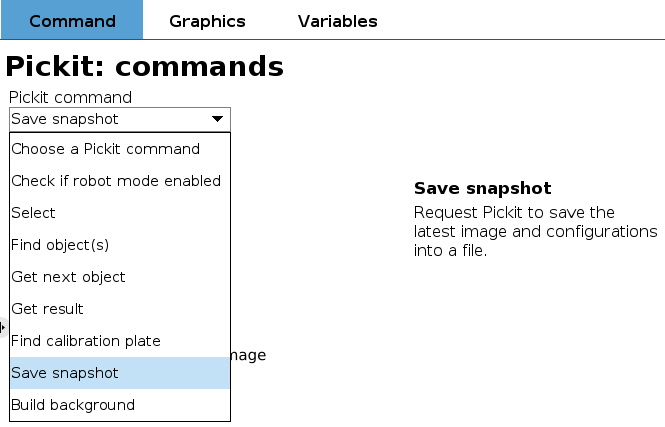 Command
Graphics
Variables
Pickit: commands
Pickit command
Save snapshot
Choose a Pickit command
Check if robot mode enabled
Select
Find object(s)
Get next object
Get result
Find calibration plate
Save snapshot
Build background
Save snapshot
Request Pickit to save the
latest image and configurations
into a file.